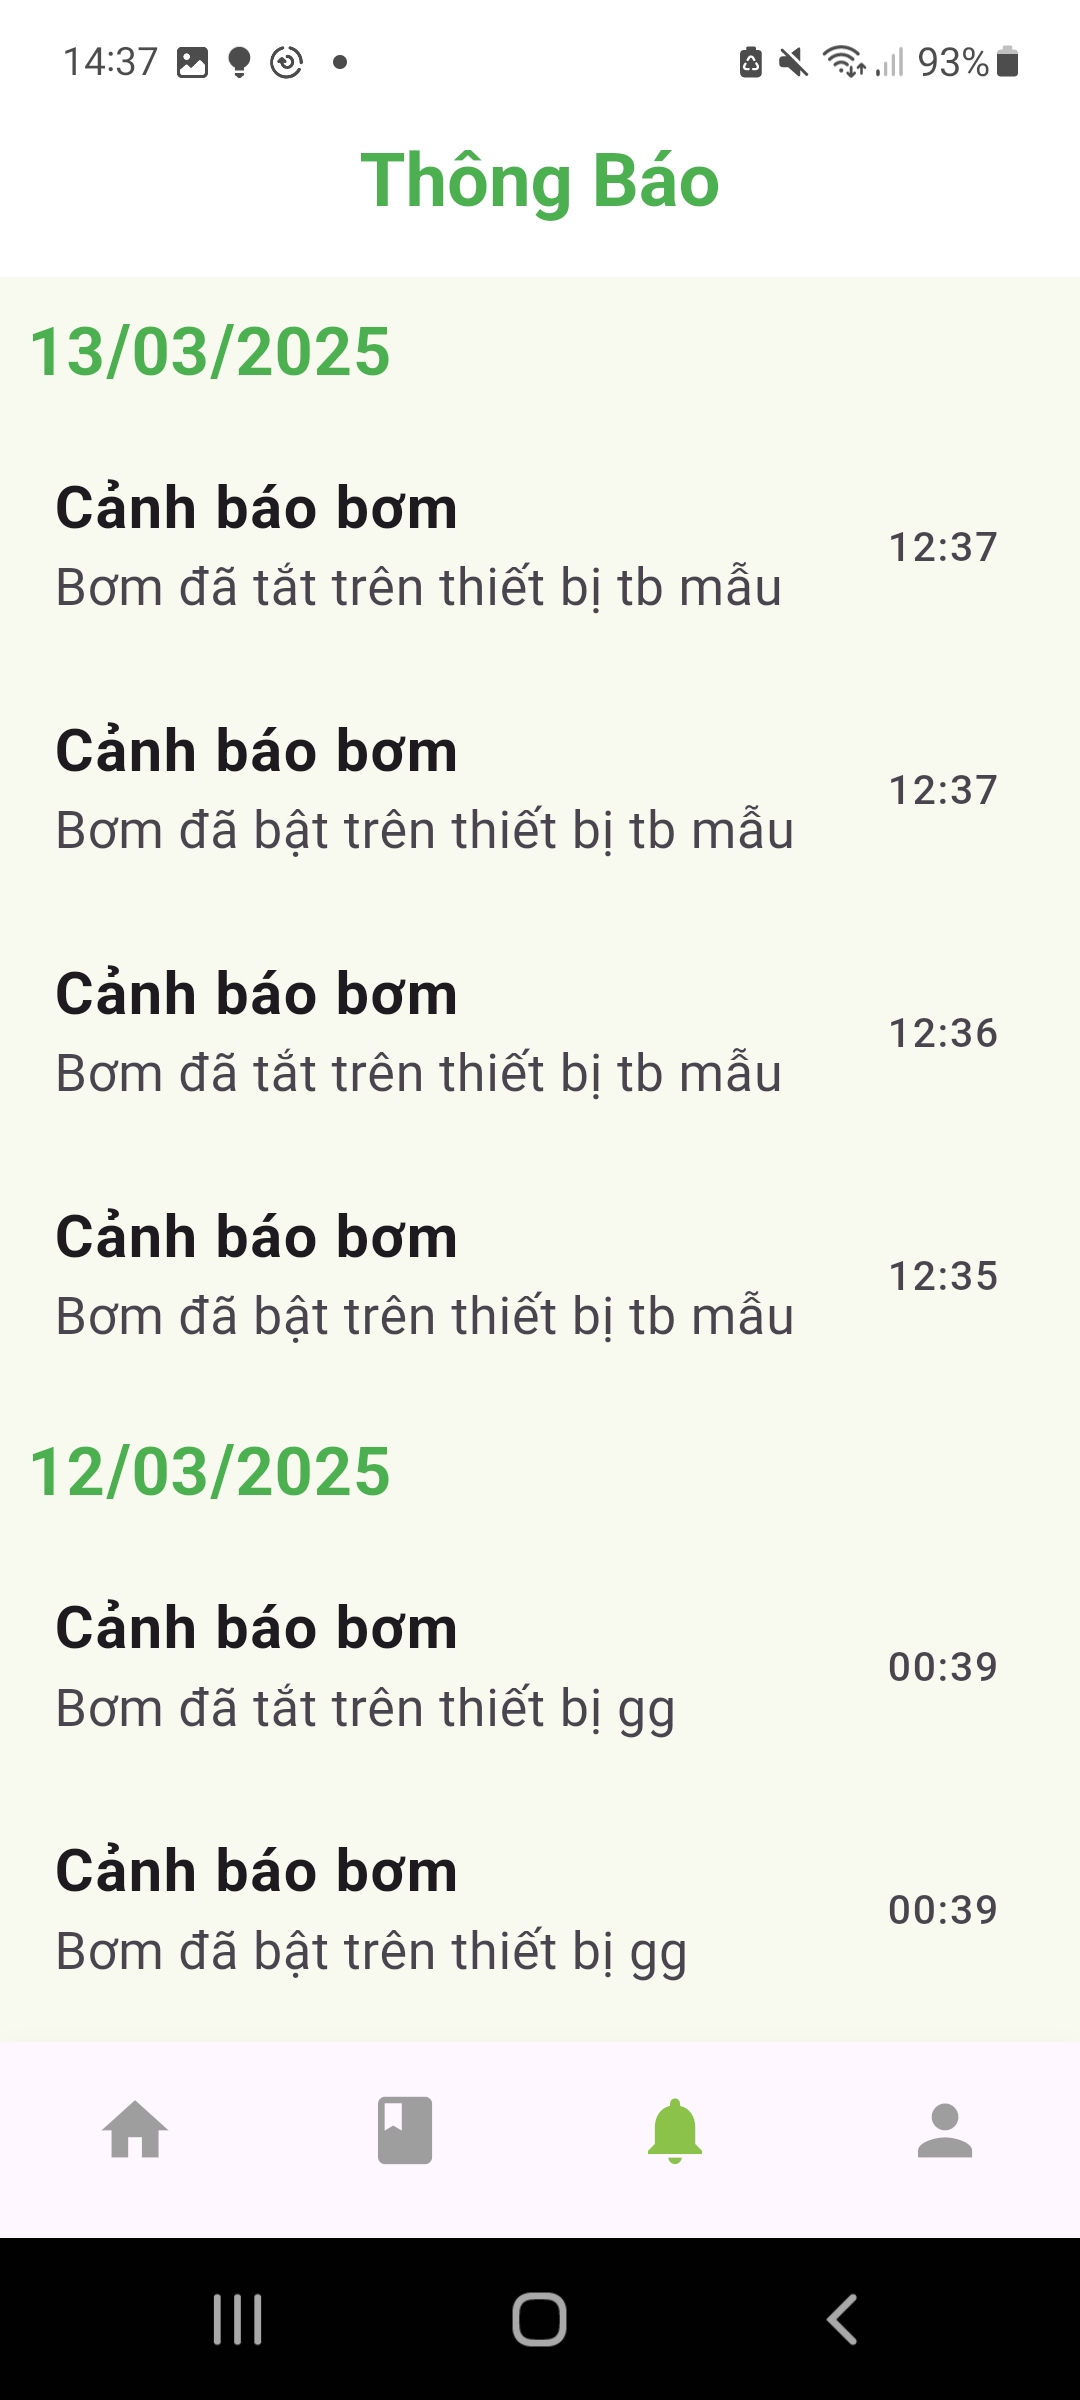 14:37 93%
Thông Báo
13/03/2025
Cảnh báo bơm
Bơm đã tắt trên thiết bị tb mẫu
12:37
Cảnh báo bơm
Bơm đã bật trên thiết bị tb mẫu
12:37
Cảnh báo bơm
Bơm đã tắt trên thiết bị tb mẫu
12:36
Cảnh báo bơm
Bơm đã bật trên thiết bị tb mẫu
12:35
12/03/2025
Cảnh báo bơm
Bơm đã tắt trên thiết bị gg
00:39
Cảnh báo bơm
Bơm đã bật trên thiết bị gg
00:39